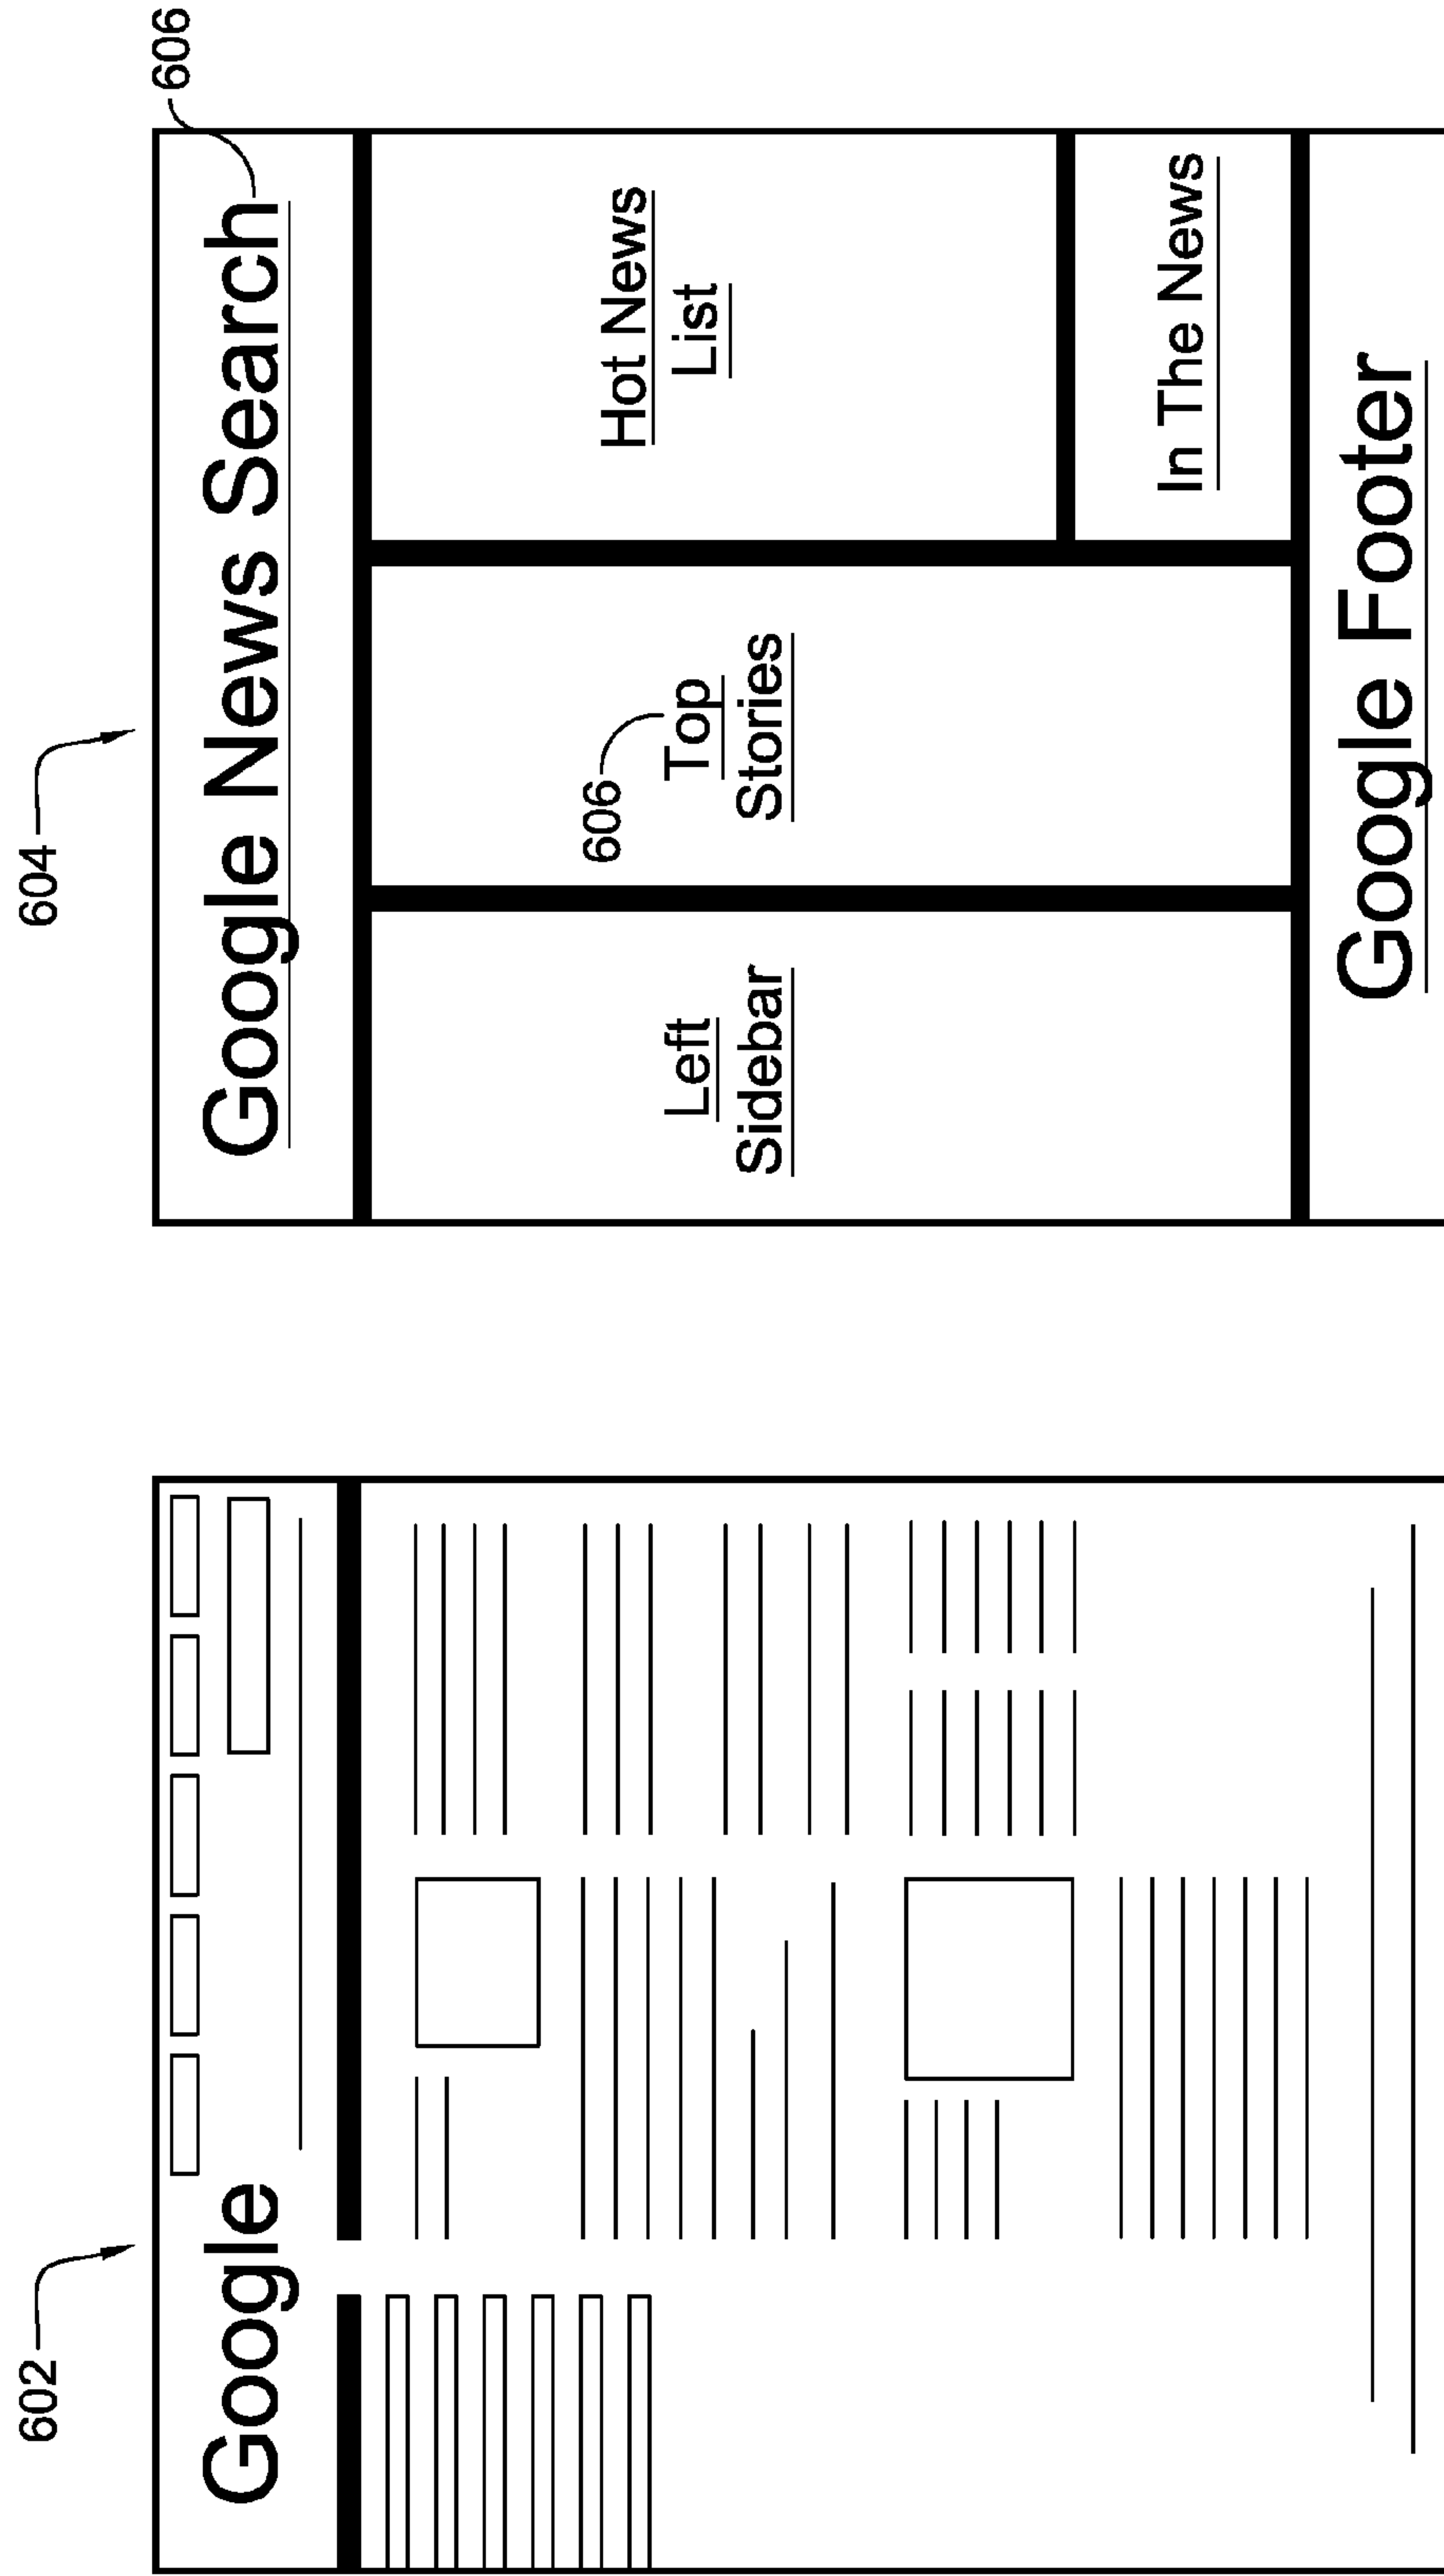 602
Google
604
606
Google News Search
Left
Sidebar
606
Top
Stories
Hot News
List
In The News
Google Footer